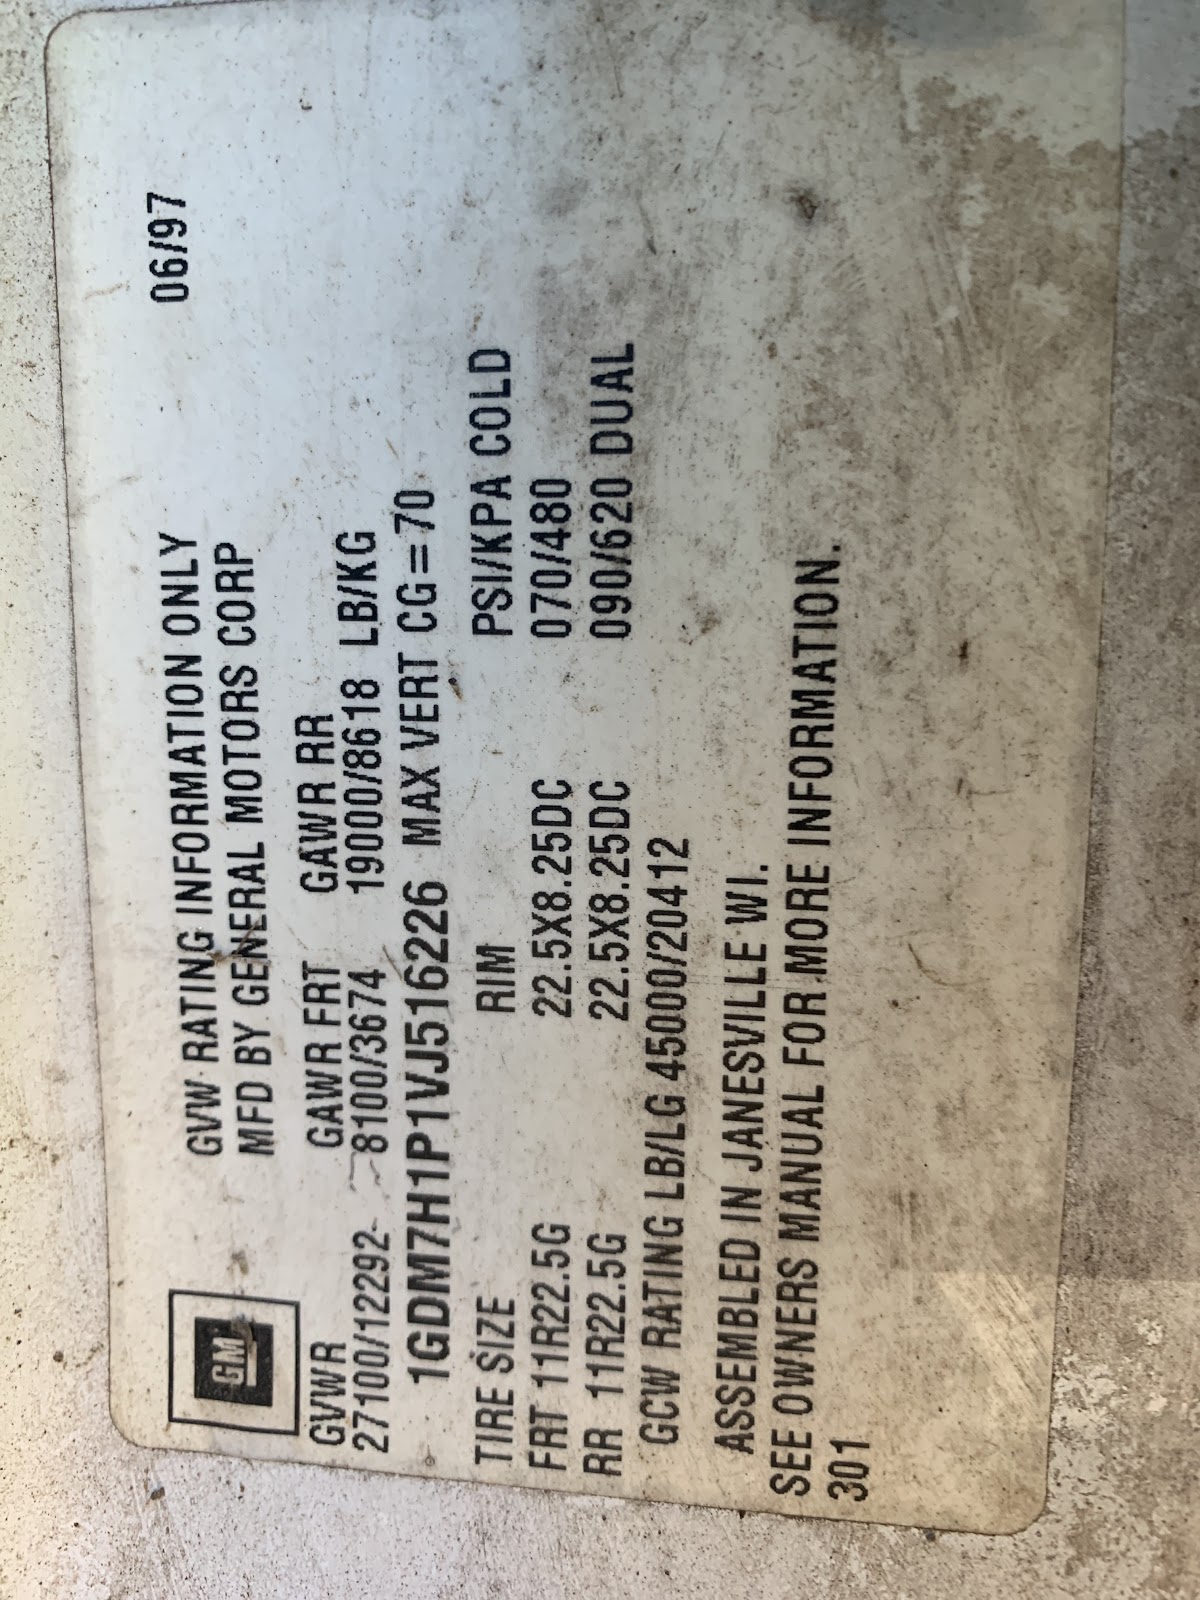 06/97
GM
GVW RATING INFORMATION ONLY
MFD BY GENERAL MOTORS CORP
GVWR GAWR FRT GAWR RR
27100/12292 8100/3674 19000/8618 LB/KG
1GDM7H1P1VJ516226 MAX VERT CG=70
TIRE SIZE RIM PSI/KPA COLD
FRT 11R22.5G 22.5X8.25DC 070/480
RR 11R22.5G 22.5X8.25DC 090/620 DUAL
GCW RATING LB/LG 45000/20412
ASSEMBLED IN JANESVILLE WI.
SEE OWNERS MANUAL FOR MORE INFORMATION.
301